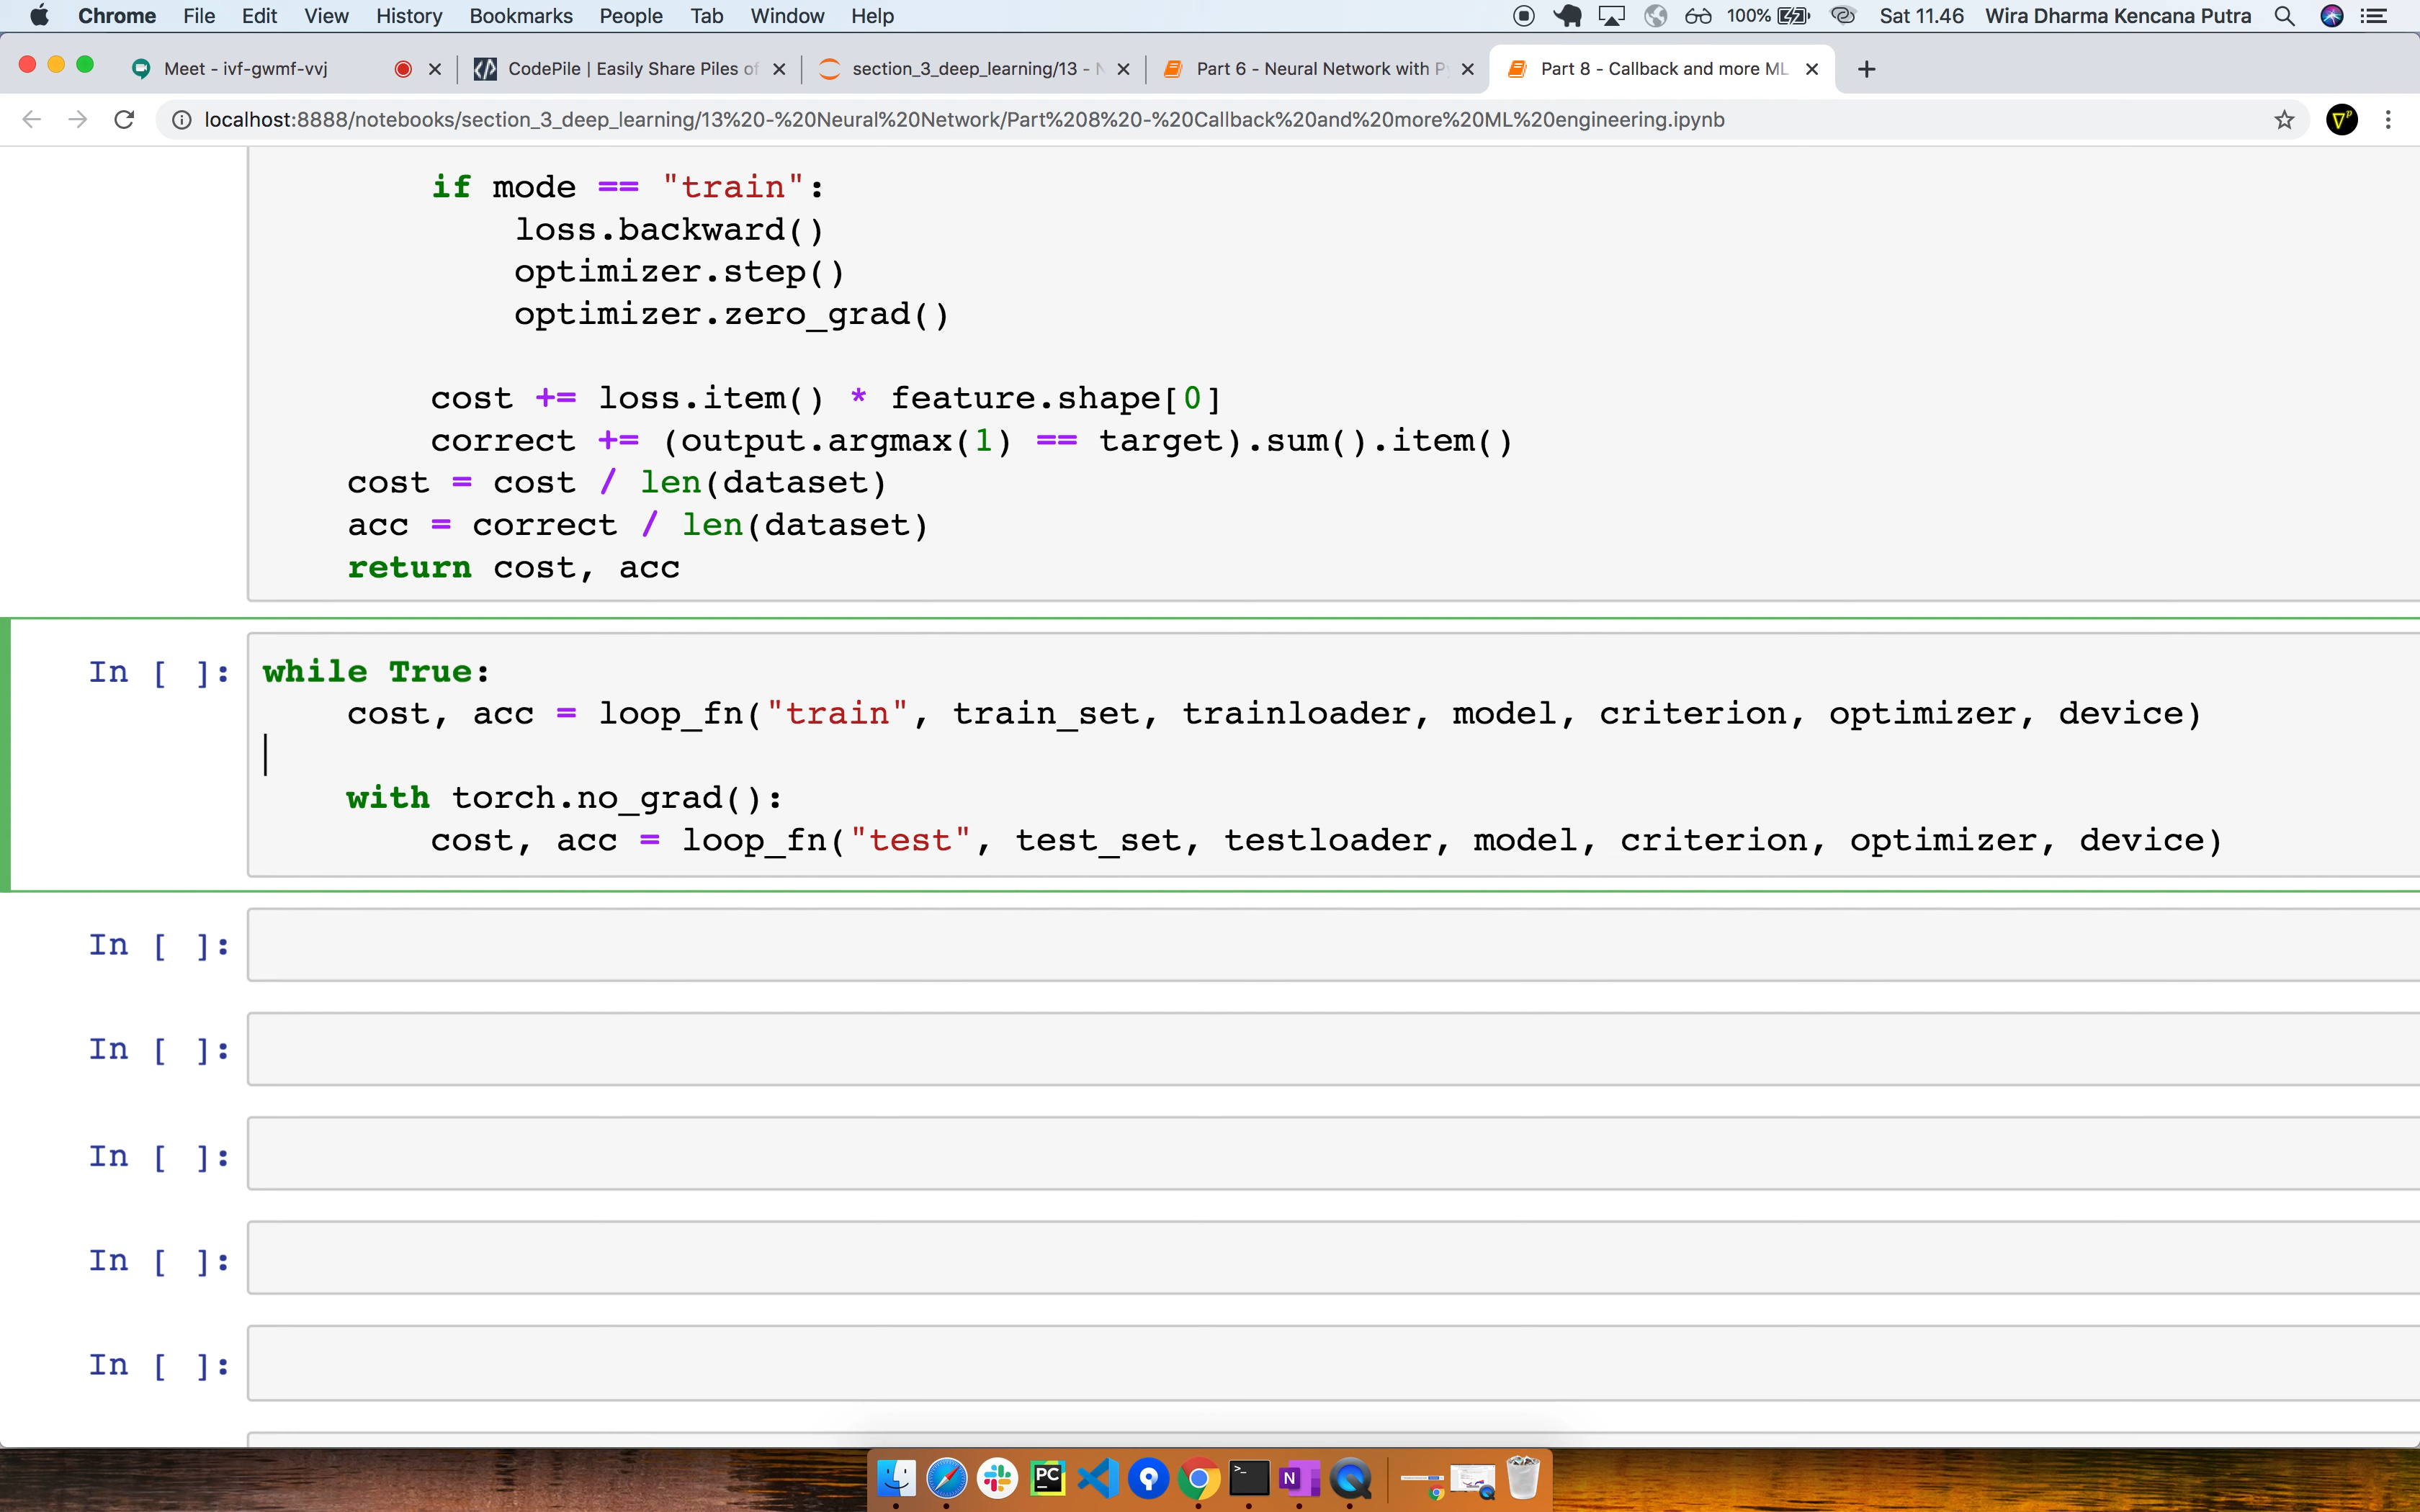 Chrome File Edit View History Bookmarks People Tab Window Help 100% Sat 11.46 Wira Dharma Kencana Putra
Meet - ivf-gwmf-vvj CodePile | Easily Share Piles of section_3_deep_learning/13 - Part 6 - Neural Network with Part 8 - Callback and more ML
localhost:8888/notebooks/section_3_deep_learning/13%20-%20Neural%20Network/Part%208%20-%20Callback%20and%20more%20ML%20engineering.ipynb
if mode == "train":
loss.backward()
optimizer.step()
optimizer.zero_grad()
cost += loss.item() * feature.shape[0]
correct += (output.argmax(1) == target).sum().item()
cost = cost / len(dataset)
acc = correct / len(dataset)
return cost, acc
In [ ]: while True:
cost, acc = loop_fn("train", train_set, trainloader, model, criterion, optimizer, device)
with torch.no_grad():
cost, acc = loop_fn("test", test_set, testloader, model, criterion, optimizer, device)
In [ ]:
In [ ]:
In [ ]:
In [ ]:
In [ ]:
PC N